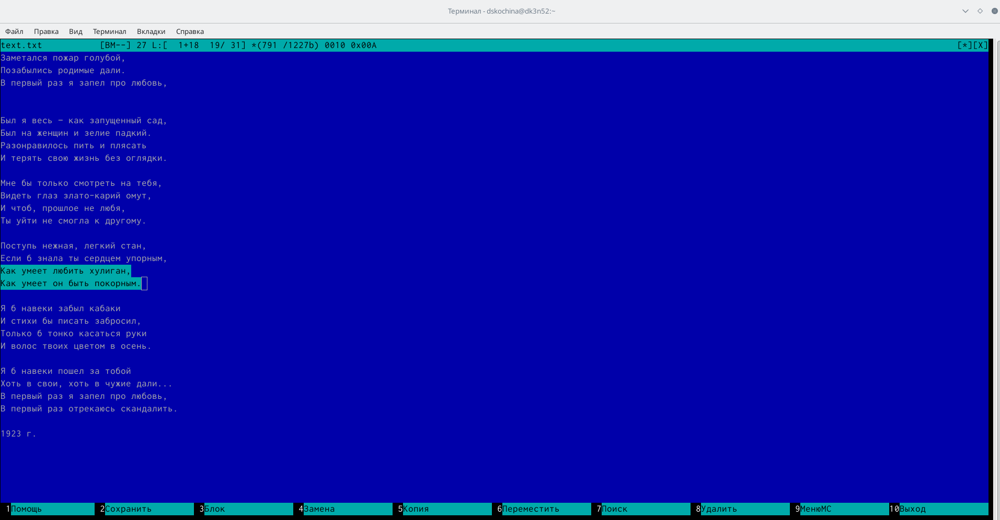 Терминал - dskochina@dk3n52:~
Файл Правка Вид Терминал Вкладки Справка
text.txt [BM--] 27 L:[ 1+18 19/ 31] *(791 /1227b) 0010 0x00A [*][X]
Заметался пожар голубой,
Позабылись родимые дали.
В первый раз я запел про любовь,
Был я весь – как запущенный сад,
Был на женщин и зелие падкий.
Разонравилось пить и плясать
И терять свою жизнь без оглядки.
Мне бы только смотреть на тебя,
Видеть глаз злато-карий омут,
И чтоб, прошлое не любя,
Ты уйти не смогла к другому.
Поступь нежная, легкий стан,
Если б знала ты сердцем упорным,
Как умеет любить хулиган,
Как умеет он быть покорным.
Я б навеки забыл кабаки
И стихи бы писать забросил,
Только б тонко касаться руки
И волос твоих цветом в осень.
Я б навеки пошел за тобой
Хоть в свои, хоть в чужие дали...
В первый раз я запел про любовь,
В первый раз отрекаюсь скандалить.
1923 г.
1Помощь 2Сохранить 3Блок 4Замена 5Копия 6Переместить 7Поиск 8Удалить 9МенюMC 10Выход